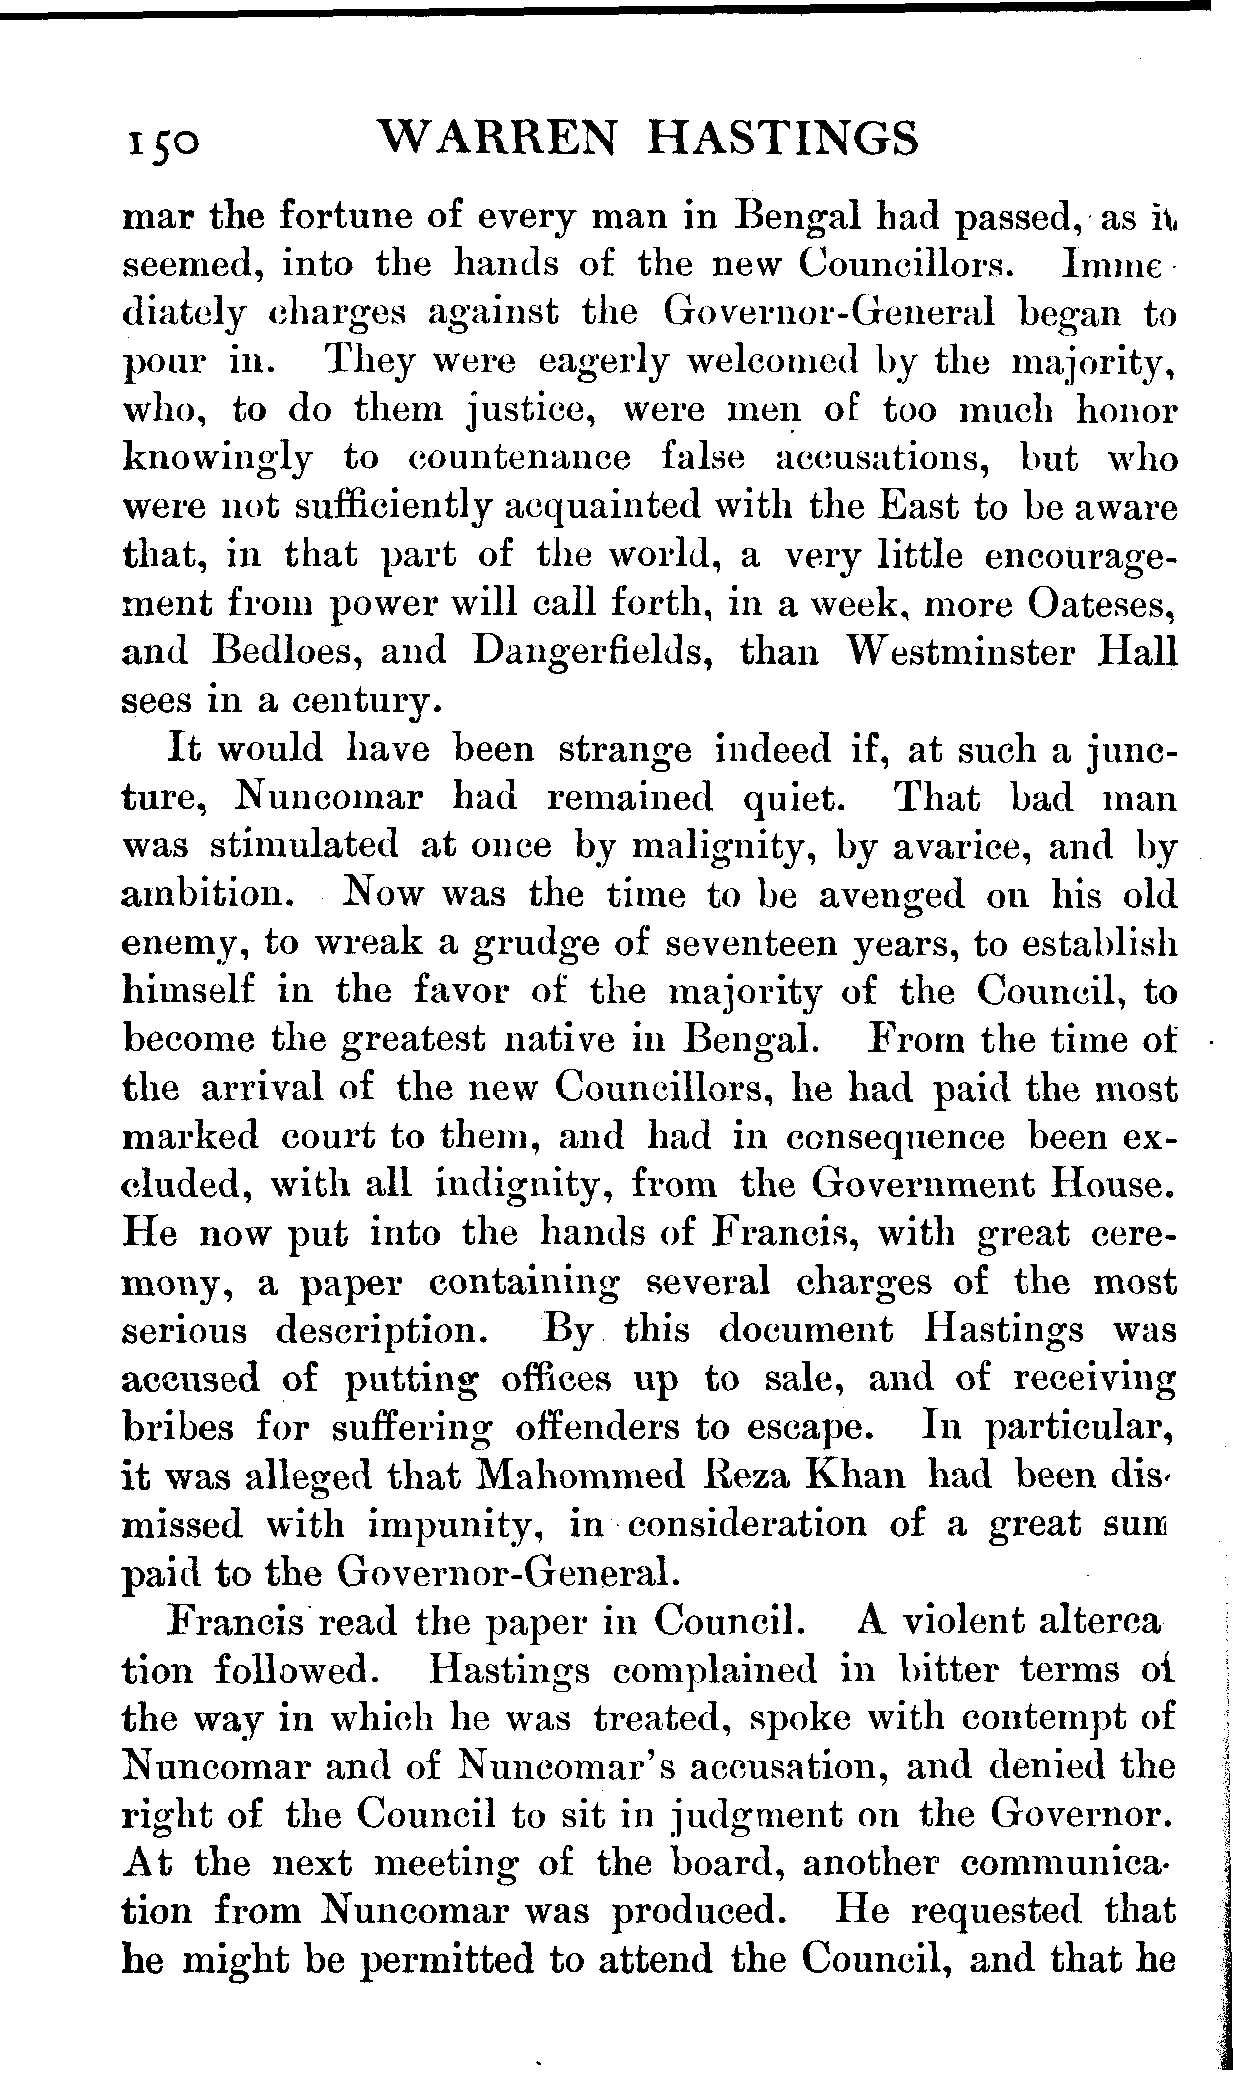 150 WARREN HASTINGS
mar the fortune of every man in Bengal had passed, as it
seemed, into the hands of the new Councillors. Imme-
diately charges against the Governor-General began to
pour in. They were eagerly welcomed by the majority,
who, to do them justice, were men of too much honor
knowingly to countenance false accusations, but who
were not sufficiently acquainted with the East to be aware
that, in that part of the world, a very little encourage-
ment from power will call forth, in a week, more Oateses,
and Bedloes, and Dangerfields, than Westminster Hall
sees in a century.
It would have been strange indeed if, at such a junc-
ture, Nuncomar had remained quiet. That bad man
was stimulated at once by malignity, by avarice, and by
ambition. Now was the time to be avenged on his old
enemy, to wreak a grudge of seventeen years, to establish
himself in the favor of the majority of the Council, to
become the greatest native in Bengal. From the time of
the arrival of the new Councillors, he had paid the most
marked court to them, and had in consequence been ex-
cluded, with all indignity, from the Government House.
He now put into the hands of Francis, with great cere-
mony, a paper containing several charges of the most
serious description. By this document Hastings was
accused of putting offices up to sale, and of receiving
bribes for suffering offenders to escape. In particular,
it was alleged that Mahommed Reza Khan had been dis-
missed with impunity, in consideration of a great sum
paid to the Governor-General.
Francis read the paper in Council. A violent alterca
tion followed. Hastings complained in bitter terms of
the way in which he was treated, spoke with contempt of
Nuncomar and of Nuncomar's accusation, and denied the
right of the Council to sit in judgment on the Governor.
At the next meeting of the board, another communica-
tion from Nuncomar was produced. He requested that
he might be permitted to attend the Council, and that he